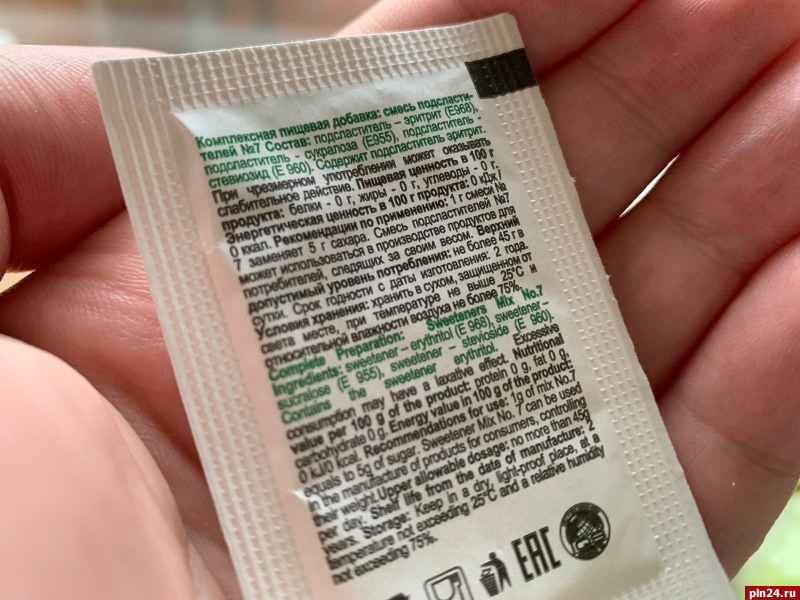 Комплексная пищевая добавка: смесь подсласти-
телей №7 Состав: подсластитель – эритрит (E968),
подсластитель - сукралоза (E955), подсластитель -
стевиозид (E 960). Содержит подсластитель эритрит.
При чрезмерном употреблении может оказывать
слабительное действие. Пищевая ценность в 100 г
продукта: белки - 0 г, жиры - 0 г, углеводы - 0 г,
Энергетическая ценность в 100 г продукта: 0 кДж /
0 ккал. Рекомендации по применению: 1 г смеси №
7 заменяет 5 г сахара. Смесь подсластителей №7
может использоваться в производстве продуктов для
потребителей, следящих за своим весом. Верхний
допустимый уровень потребления: не более 45 г в
сутки. Срок годности с даты изготовления: 2 года.
Условия хранения: хранить в сухом, защищенном от
света месте, при температуре не выше 25°C и
относительной влажности воздуха не более 75%.
Complete Preparation: Sweeteners Mix No.7
Ingredients: sweetener – erythritol (E 968), sweetener –
sucralose (E 955), sweetener – stevioside (E 960).
Contains the sweetener erythritol. Excessive
consumption may have a laxative effect. Nutritional
value per 100 g of the product: protein 0 g, fat 0 g,
carbohydrate 0 g. Energy value in 100 g of the product:
0 kJ/0 kcal. Recommendations for use: 1g of mix No.7
equals to 5g of sugar. Sweetener Mix No. 7 can be used
in the manufacture of products for consumers, controlling
their weight. Upper allowable dosage: no more than 45g
per day. Shelf life from the date of manufacture: 2
years. Storage: Keep in a dry, light-proof place, at a
temperature not exceeding 25°C and a relative humidity
not exceeding 75%.
EAC
pln24.ru